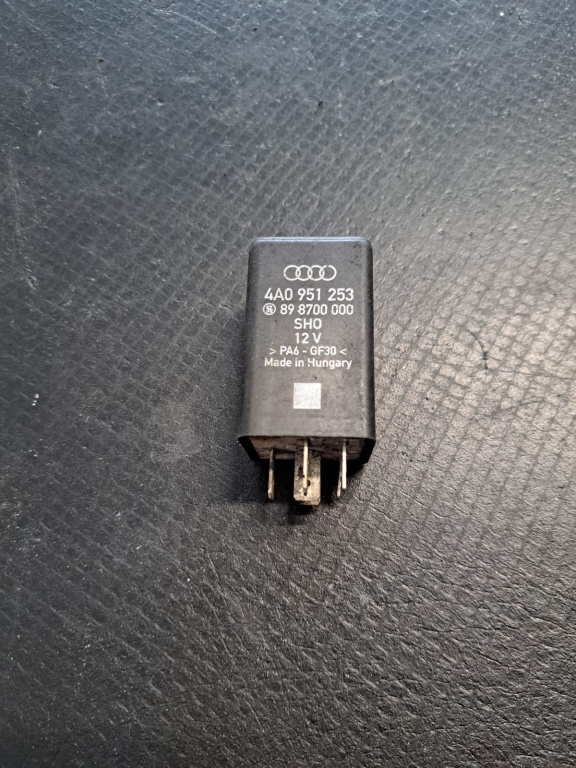 4A0 951 253
89 8700 000
SHO
12 V
> PA6 - GF30 <
Made in Hungary